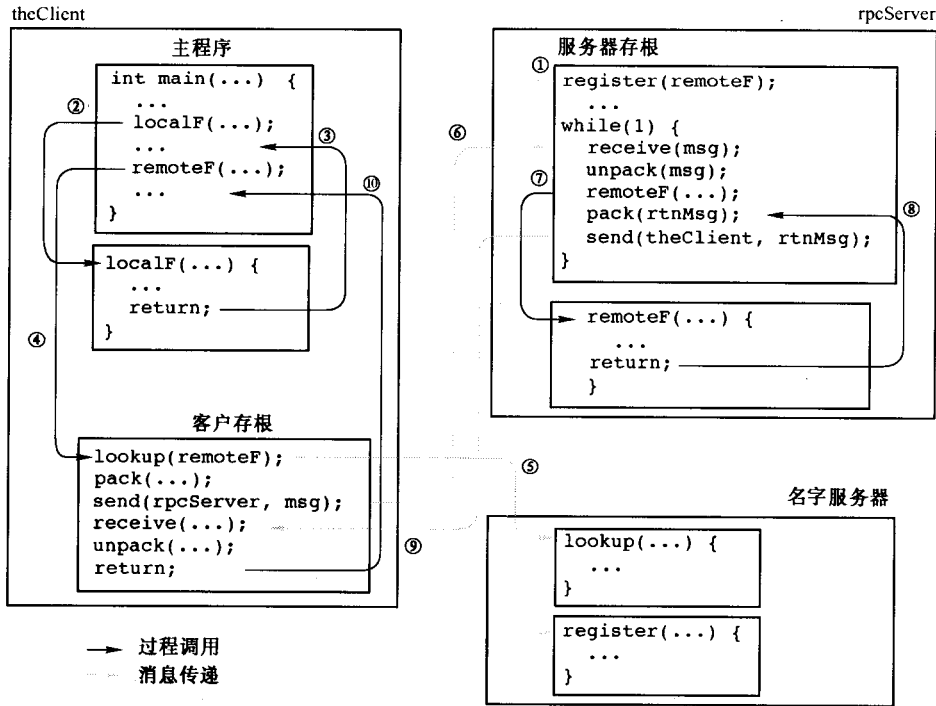 theClient
主程序
int main(...) {
...
localF(...);
...
remoteF(...);
...
}
②
③
⑩
localF(...) {
...
return;
}
④
客户存根
lookup(remoteF);
pack(...);
send(rpcServer, msg);
receive(...);
unpack(...);
return;
⑨
⑥
⑤
rpcServer
服务器存根
①
register(remoteF);
...
while(1) {
receive(msg);
unpack(msg);
remoteF(...);
pack(rtnMsg);
send(theClient, rtnMsg);
}
⑦
⑧
remoteF(...) {
...
return;
}
名字服务器
lookup(...) {
...
}
register(...) {
...
}
过程调用
消息传递